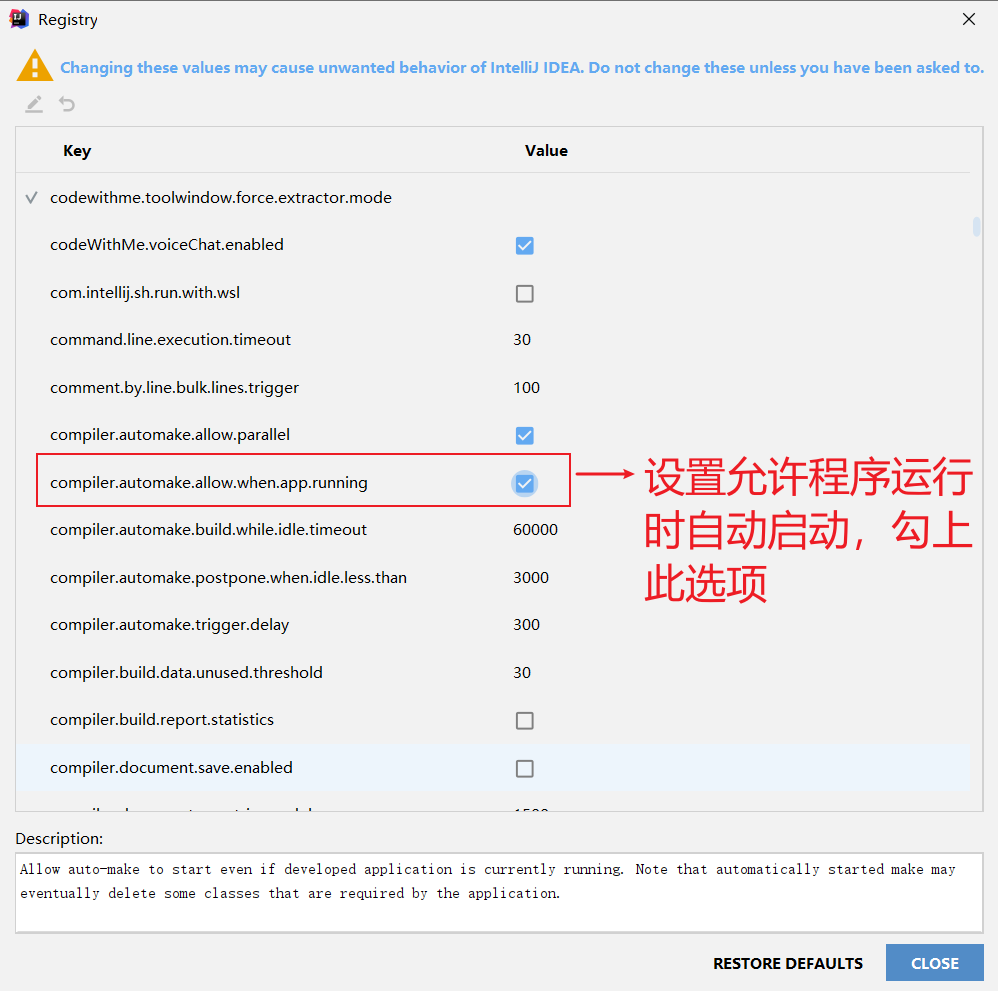 Registry
Changing these values may cause unwanted behavior of IntelliJ IDEA. Do not change these unless you have been asked to.
Key Value
codewithme.toolwindow.force.extractor.mode
codeWithMe.voiceChat.enabled
com.intellij.sh.run.with.wsl
command.line.execution.timeout 30
comment.by.line.bulk.lines.trigger 100
compiler.automake.allow.parallel
compiler.automake.allow.when.app.running
compiler.automake.build.while.idle.timeout 60000
compiler.automake.postpone.when.idle.less.than 3000
compiler.automake.trigger.delay 300
compiler.build.data.unused.threshold 30
compiler.build.report.statistics
compiler.document.save.enabled
设置允许程序运行
时自动启动，勾上
此选项
Description:
Allow auto-make to start even if developed application is currently running. Note that automatically started make may
eventually delete some classes that are required by the application.
RESTORE DEFAULTS CLOSE